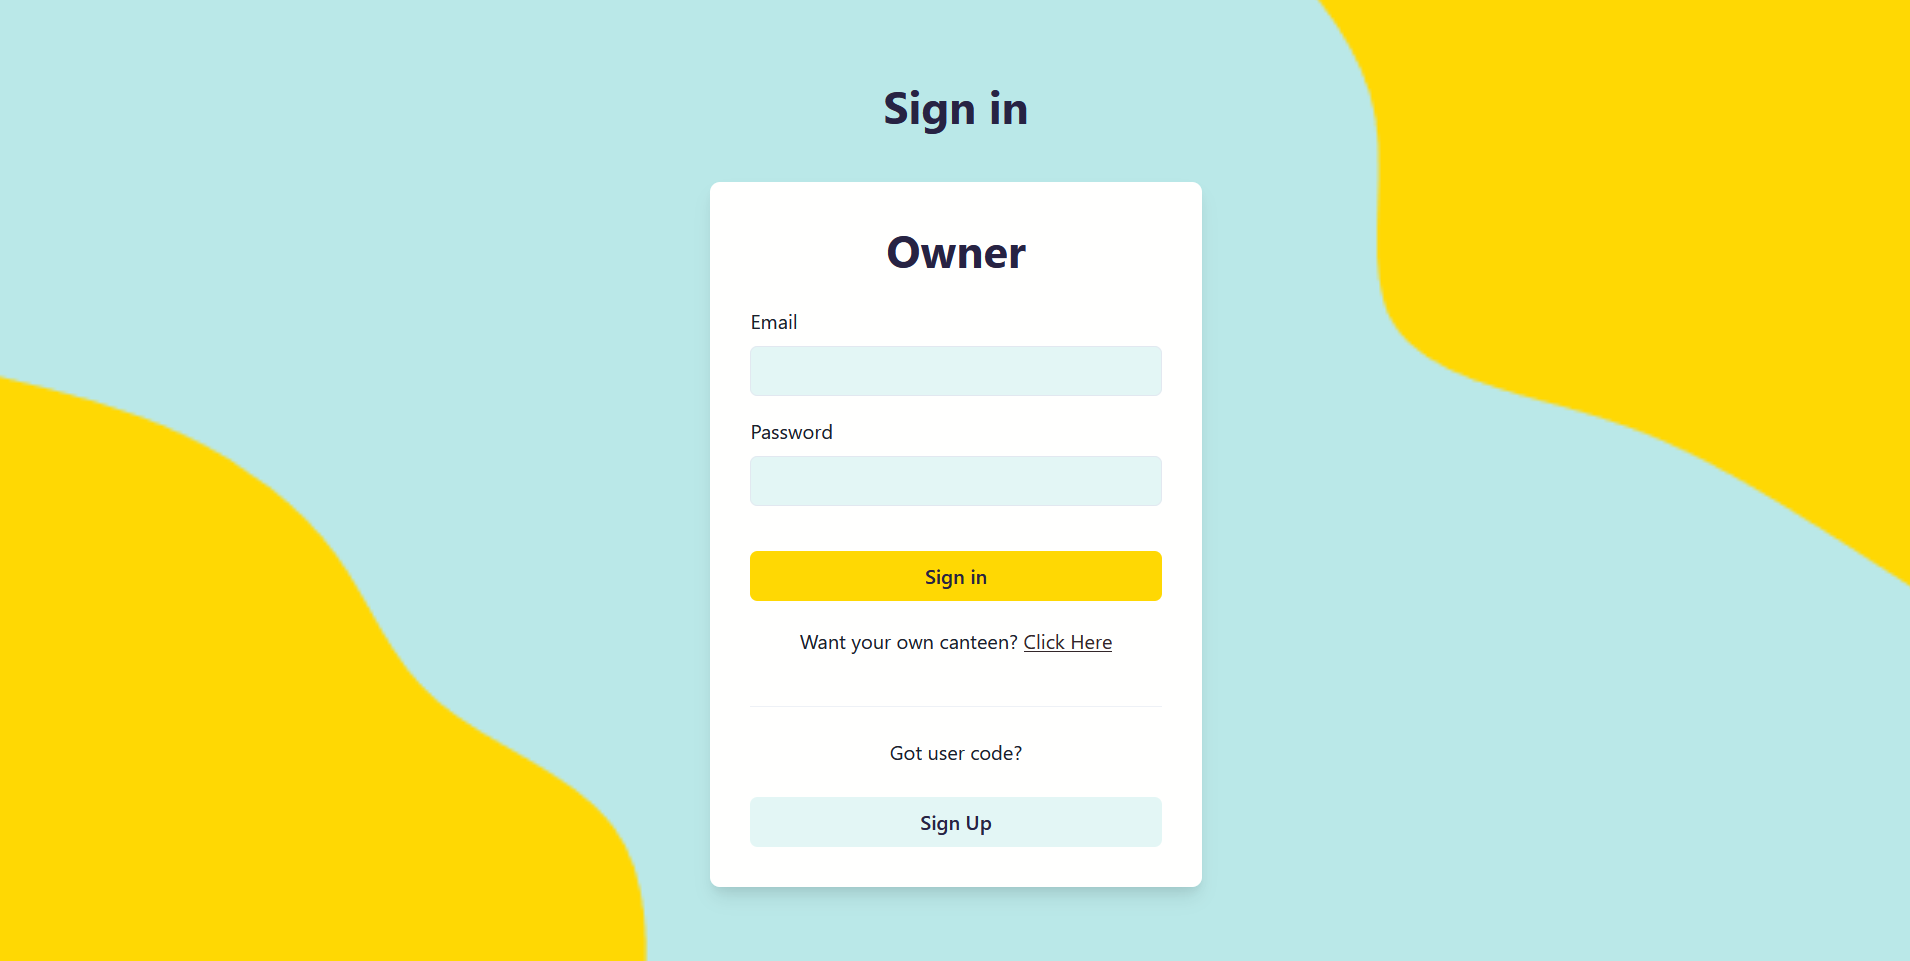 Sign in
Owner
Email
Password
Sign in
Want your own canteen? Click Here
Got user code?
Sign Up